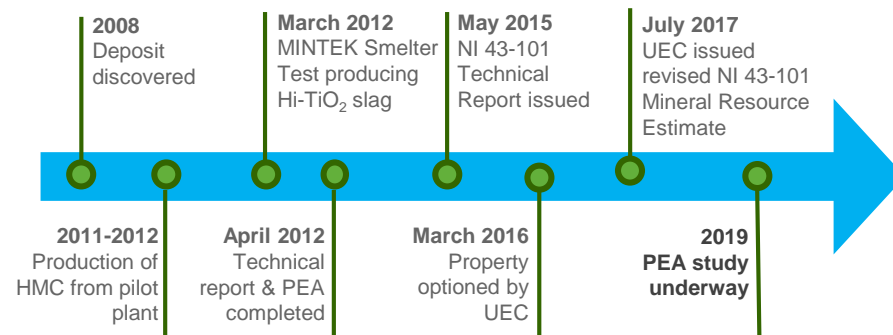 2008
Deposit
discovered
March 2012
MINTEK Smelter
Test producing
Hi-TiO₂ slag
May 2015
NI 43-101
Technical
Report issued
July 2017
UEC issued
revised NI 43-101
Mineral Resource
Estimate
2011-2012
Production of
HMC from pilot
plant
April 2012
Technical
report & PEA
completed
March 2016
Property
optioned by
UEC
2019
PEA study
underway